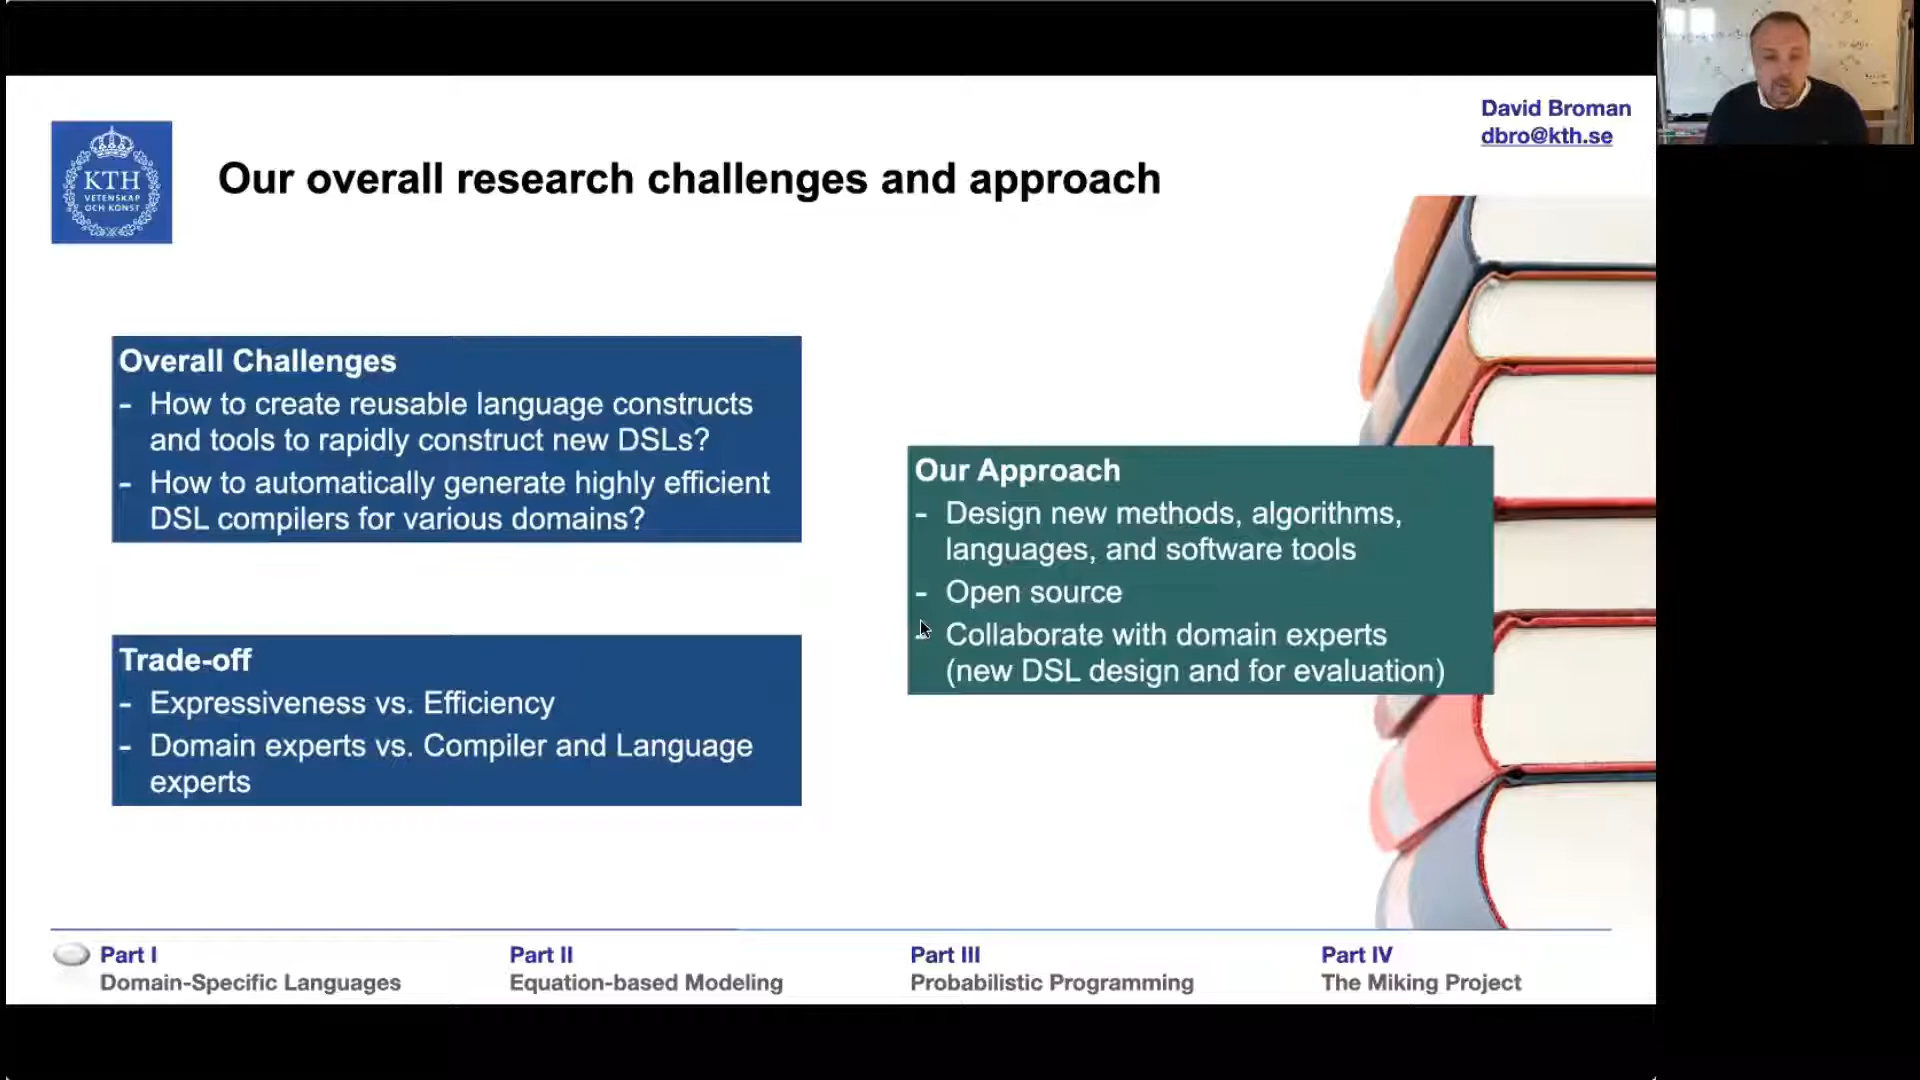 David Broman
dbro@kth.se
KTH
VETENSKAP
OCH KONST
Our overall research challenges and approach
Overall Challenges
- How to create reusable language constructs
and tools to rapidly construct new DSLs?
- How to automatically generate highly efficient
DSL compilers for various domains?
Trade-off
- Expressiveness vs. Efficiency
- Domain experts vs. Compiler and Language
experts
Our Approach
- Design new methods, algorithms,
languages, and software tools
- Open source
- Collaborate with domain experts
(new DSL design and for evaluation)
Part I
Domain-Specific Languages
Part II
Equation-based Modeling
Part III
Probabilistic Programming
Part IV
The Miking Project